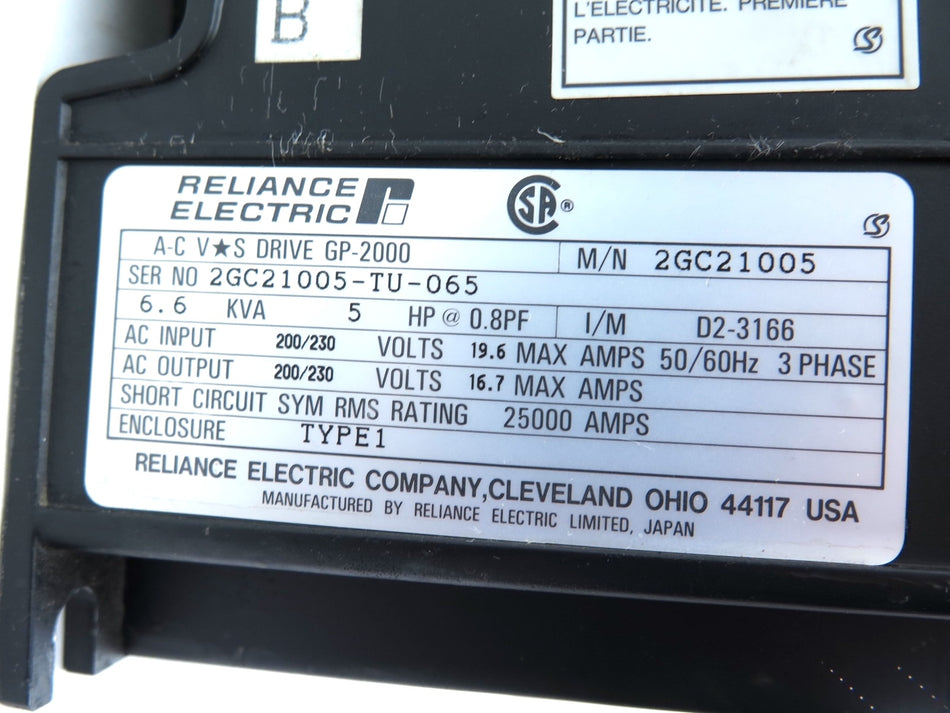 B
L'ELECTRICITE. PREMIERE
PARTIE.
RELIANCE
ELECTRIC
SA ®
A-C V★S DRIVE GP-2000 M/N 2GC21005
SER NO 2GC21005-TU-065
6.6 KVA 5 HP @ 0.8PF I/M D2-3166
AC INPUT 200/230 VOLTS 19.6 MAX AMPS 50/60Hz 3 PHASE
AC OUTPUT 200/230 VOLTS 16.7 MAX AMPS
SHORT CIRCUIT SYM RMS RATING 25000 AMPS
ENCLOSURE TYPE1
RELIANCE ELECTRIC COMPANY,CLEVELAND OHIO 44117 USA
MANUFACTURED BY RELIANCE ELECTRIC LIMITED, JAPAN